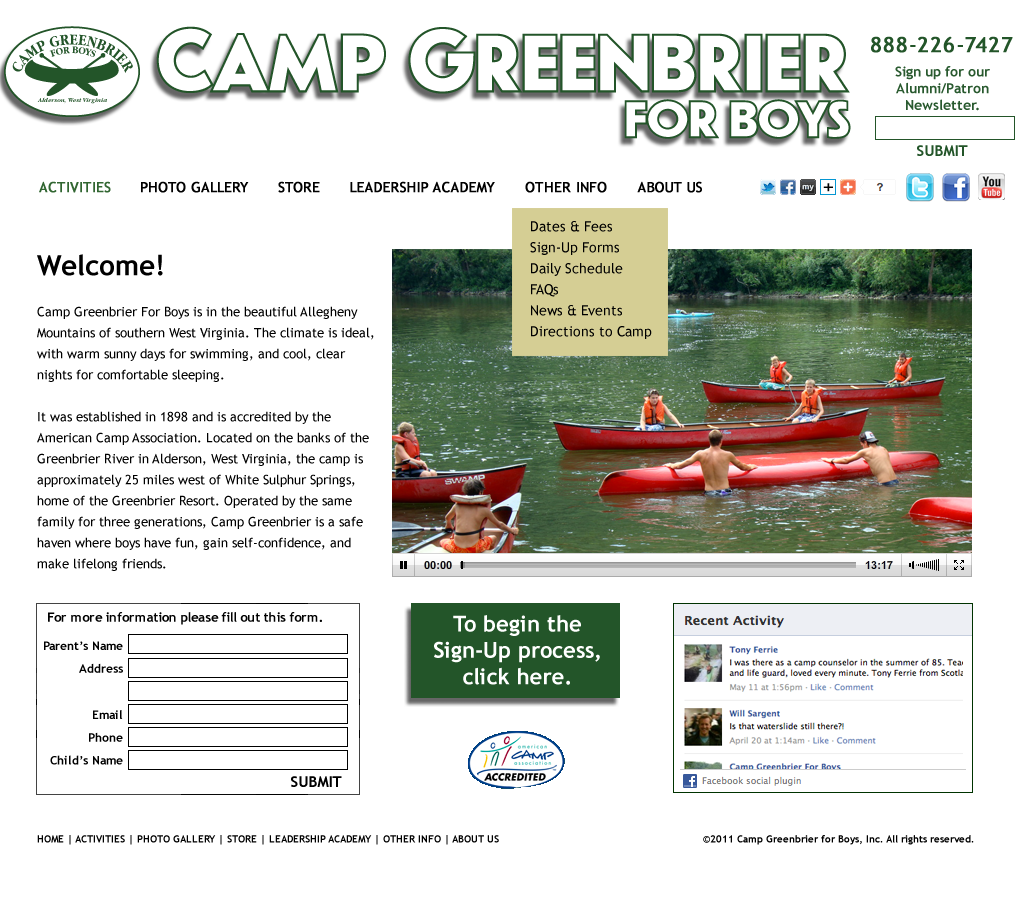 CAMP GREENBRIER
FOR BOYS
Alderson, West Virginia
CAMP GREENBRIER
FOR BOYS
888-226-7427
Sign up for our
Alumni/Patron
Newsletter.
SUBMIT
ACTIVITIES PHOTO GALLERY STORE LEADERSHIP ACADEMY OTHER INFO ABOUT US
my + + ? t f You Tube
Dates & Fees
Sign-Up Forms
Daily Schedule
FAQs
News & Events
Directions to Camp
Welcome!
Camp Greenbrier For Boys is in the beautiful Allegheny
Mountains of southern West Virginia. The climate is ideal,
with warm sunny days for swimming, and cool, clear
nights for comfortable sleeping.
It was established in 1898 and is accredited by the
American Camp Association. Located on the banks of the
Greenbrier River in Alderson, West Virginia, the camp is
approximately 25 miles west of White Sulphur Springs,
home of the Greenbrier Resort. Operated by the same
family for three generations, Camp Greenbrier is a safe
haven where boys have fun, gain self-confidence, and
make lifelong friends.
SWAMP
00:00 13:17
For more information please fill out this form.
Parent's Name
Address
Email
Phone
Child's Name
SUBMIT
To begin the
Sign-Up process,
click here.
american
CAMP
association
ACCREDITED
Recent Activity
Tony Ferrie
I was there as a camp counselor in the summer of 85. Tea
and life guard, loved every minute. Tony Ferrie from Scotla
May 11 at 1:56pm · Like · Comment
Will Sargent
Is that waterslide still there?!
April 20 at 1:14am · Like · Comment
Camp Greenbrier For Boys
Facebook social plugin
HOME | ACTIVITIES | PHOTO GALLERY | STORE | LEADERSHIP ACADEMY | OTHER INFO | ABOUT US
©2011 Camp Greenbrier for Boys, Inc. All rights reserved.